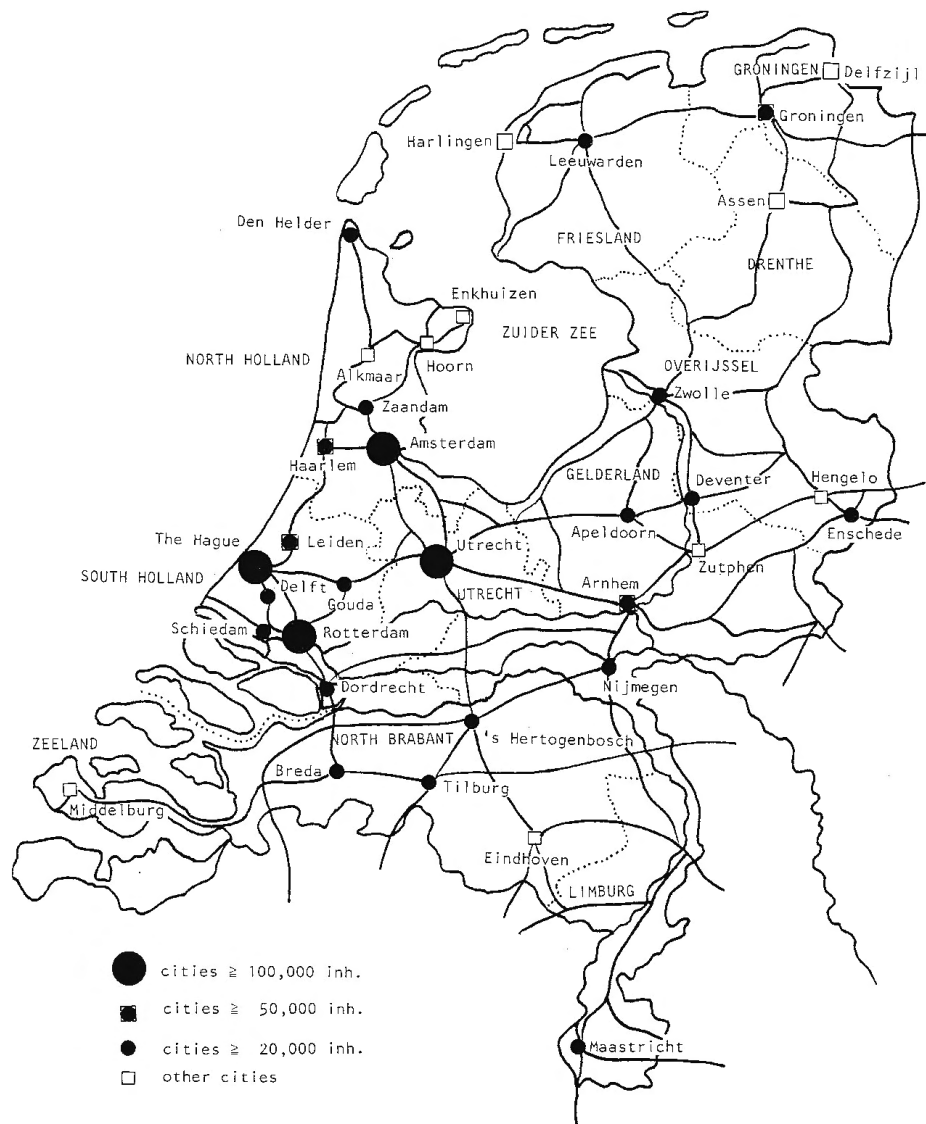 GRONINGEN
Delfzijl
Groningen
Harlingen
Leeuwarden
Assen
Den Helder
FRIESLAND
DRENTHE
Enkhuizen
ZUIDER ZEE
NORTH HOLLAND
Hoorn
Alkmaar
OVERIJSSEL
Zwolle
Zaandam
Amsterdam
Haarlem
GELDERLAND
Deventer
Hengelo
The Hague
Leiden
Utrecht
Apeldoorn
Enschede
Zutphen
SOUTH HOLLAND
Delft
Gouda
UTRECHT
Arnhem
Schiedam
Rotterdam
Dordrecht
Nijmegen
ZEELAND
NORTH BRABANT
's Hertogenbosch
Breda
Tilburg
Middelburg
Eindhoven
LIMBURG
cities ≧ 100,000 inh.
cities ≧ 50,000 inh.
cities ≧ 20,000 inh.
other cities
Maastricht